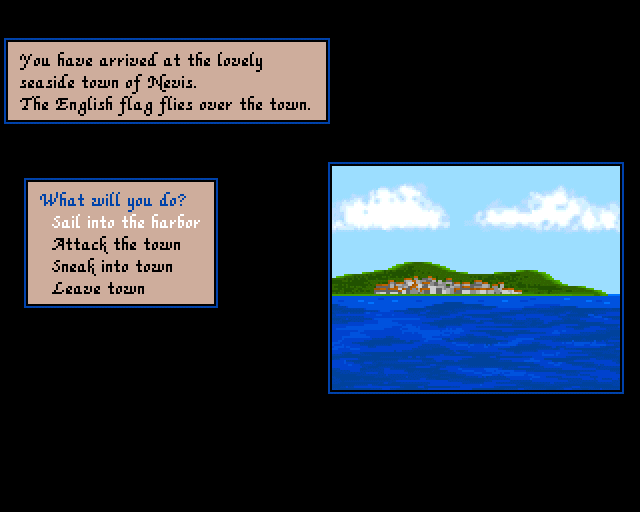 You have arrived at the lovely
seaside town of Nevis.
The English flag flies over the town.
What will you do?
Sail into the harbor
Attack the town
Sneak into town
Leave town